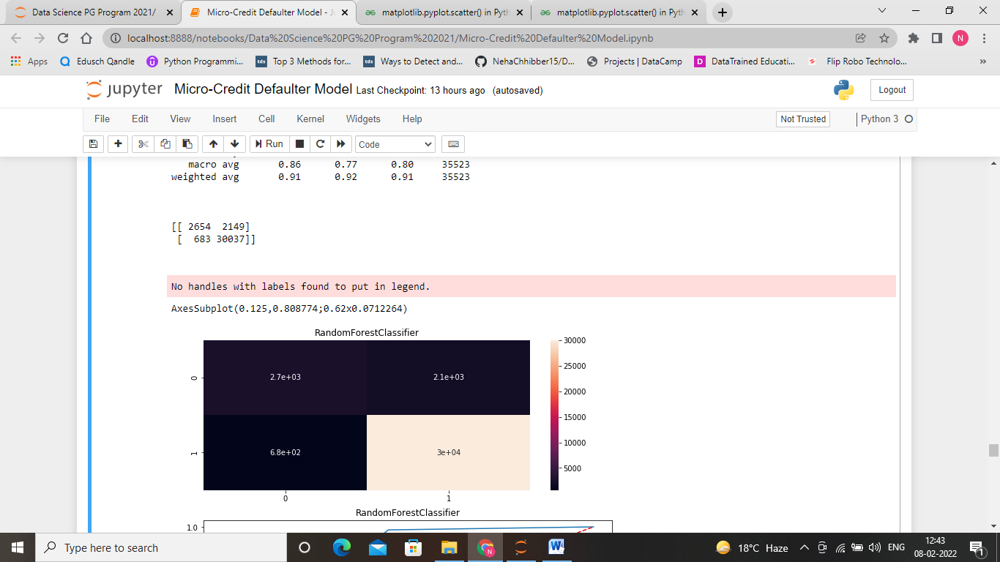 Data Science PG Program 2021/
Micro-Credit Defaulter Model - Ju
matplotlib.pyplot.scatter() in Pyth
matplotlib.pyplot.scatter() in Pyth
localhost:8888/notebooks/Data%20Science%20PG%20Program%202021/Micro-Credit%20Defaulter%20Model.ipynb
N
Apps
Edusch Qandle
Python Programmi...
tds Top 3 Methods for...
tds Ways to Detect and...
NehaChhibber15/D...
Projects | DataCamp
D DataTrained Educati...
Flip Robo Technolo...
»
jupyter Micro-Credit Defaulter Model Last Checkpoint: 13 hours ago (autosaved)
Logout
File Edit View Insert Cell Kernel Widgets Help
Not Trusted
Python 3
Run
Code
macro avg 0.86 0.77 0.80 35523
weighted avg 0.91 0.92 0.91 35523
[[ 2654 2149]
[ 683 30037]]
No handles with labels found to put in legend.
AxesSubplot(0.125,0.808774;0.62x0.0712264)
RandomForestClassifier
30000
25000
20000
15000
10000
5000
0
2.7e+03 2.1e+03
1
6.8e+02 3e+04
0 1
RandomForestClassifier
1.0
Type here to search
N
W
18°C Haze
ENG
12:43
08-02-2022
1